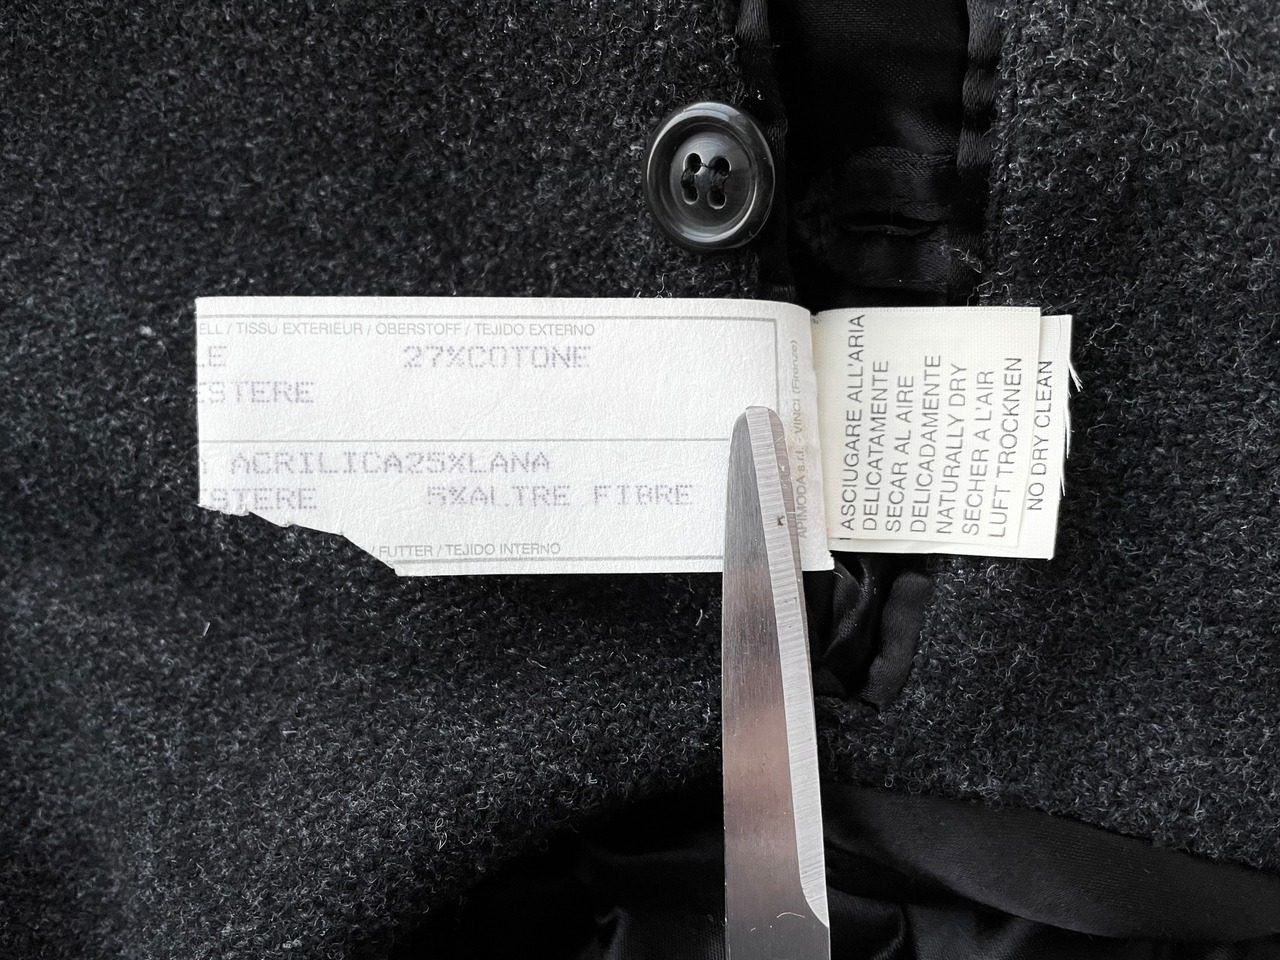 ELL / TISSU EXTERIEUR / OBERSTOFF / TEJIDO EXTERNO
LE 27%COTONE
ESTERE
ACRILICA25%LANA
ESTERE 5%ALTRE FIBRE
FUTTER / TEJIDO INTERNO
APIMODA s.r.l. - VINCI (Firenze)
ASCIUGARE ALL'ARIA
DELICATAMENTE
SECAR AL AIRE
DELICADAMENTE
NATURALLY DRY
SECHER A L'AIR
LUFT TROCKNEN
NO DRY CLEAN